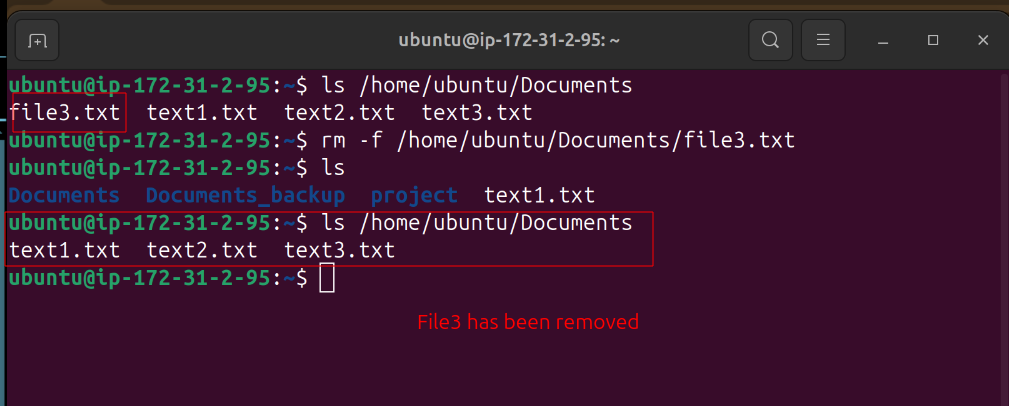 ubuntu@ip-172-31-2-95: ~
ubuntu@ip-172-31-2-95:~$ ls /home/ubuntu/Documents
file3.txt  text1.txt  text2.txt  text3.txt
ubuntu@ip-172-31-2-95:~$ rm -f /home/ubuntu/Documents/file3.txt
ubuntu@ip-172-31-2-95:~$ ls
Documents  Documents_backup  project  text1.txt
ubuntu@ip-172-31-2-95:~$ ls /home/ubuntu/Documents
text1.txt  text2.txt  text3.txt
ubuntu@ip-172-31-2-95:~$
File3 has been removed